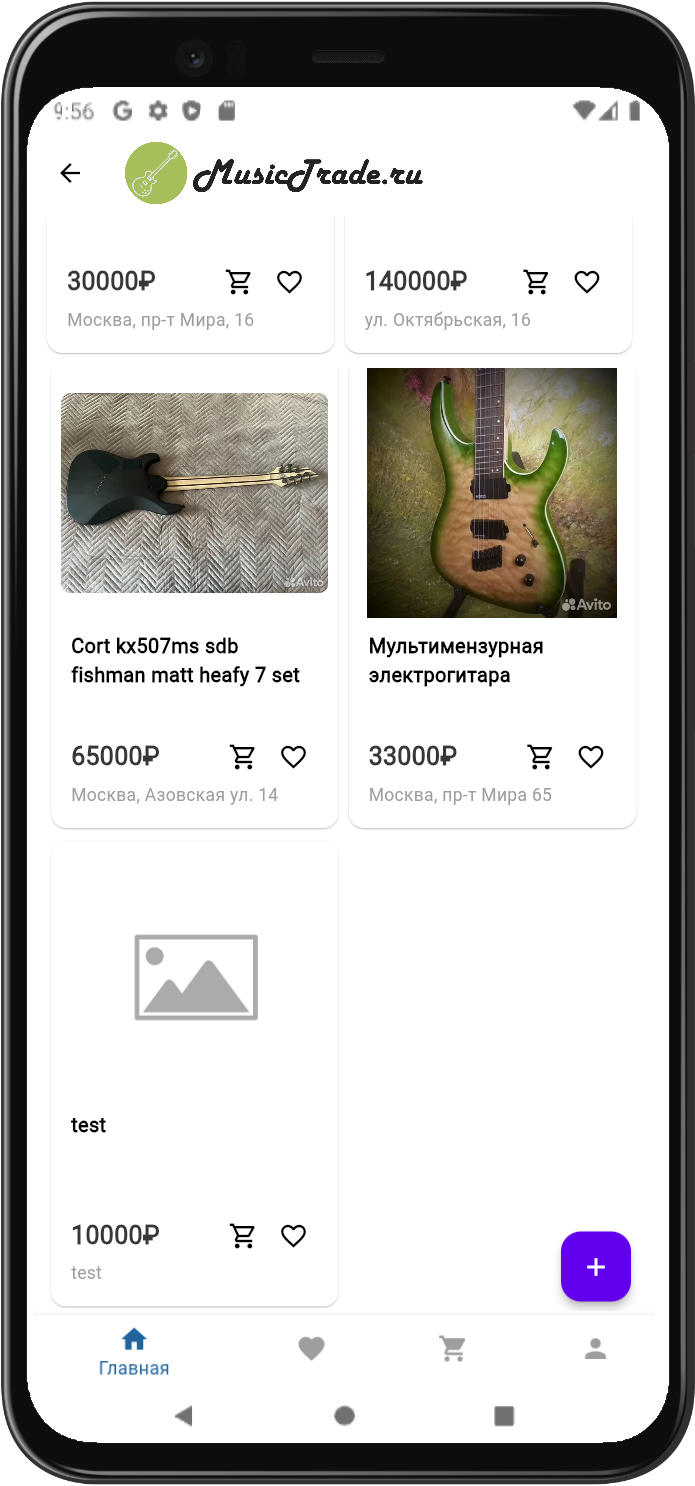 9:56
MusicTrade.ru
30000₽
140000₽
Москва, пр-т Мира, 16
ул. Октябрьская, 16
Avito
Avito
Cort kx507ms sdb
fishman matt heafy 7 set
Мультимензурная
электрогитара
65000₽
33000₽
Москва, Азовская ул. 14
Москва, пр-т Мира 65
test
10000₽
test
Главная